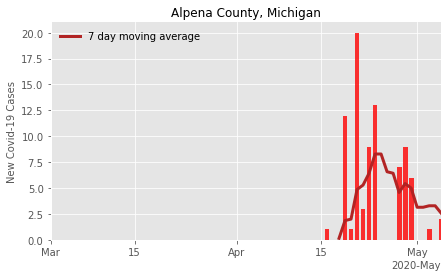 Alpena County, Michigan
7 day moving average
New Covid-19 Cases
20.0
17.5
15.0
12.5
10.0
7.5
5.0
2.5
0.0
Mar 15 Apr 15 May
2020-May